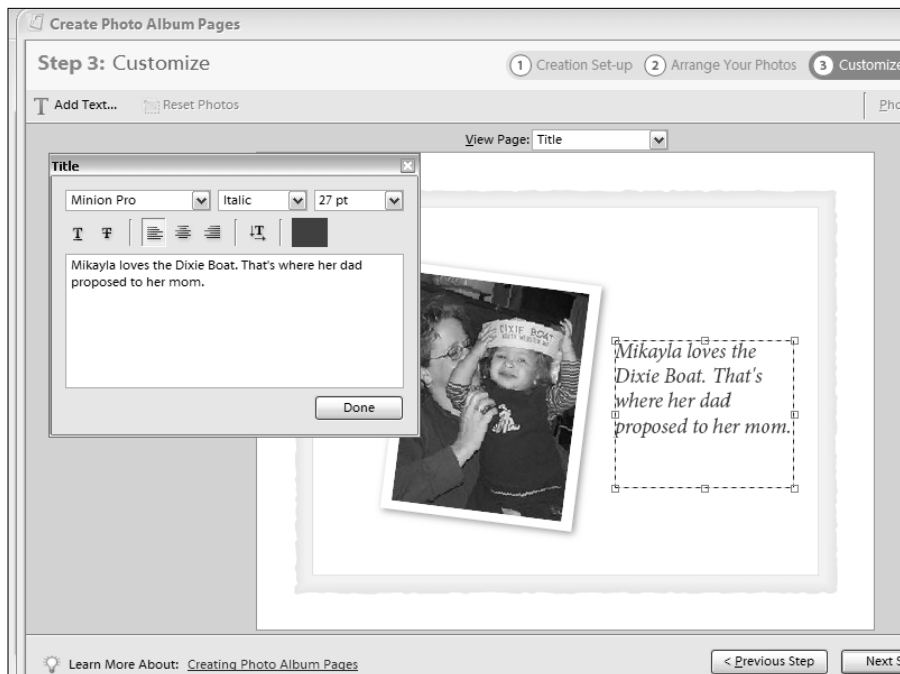 Create Photo Album Pages
Step 3: Customize
1 Creation Set-up 2 Arrange Your Photos 3 Customize
T Add Text... Reset Photos
View Page: Title
Title
Minion Pro Italic 27 pt
T T T
Mikayla loves the Dixie Boat. That's where her dad
proposed to her mom.
Done
DIXIE BOAT
Mikayla loves the
Dixie Boat. That's
where her dad
proposed to her mom.
Learn More About: Creating Photo Album Pages
< Previous Step
Next S